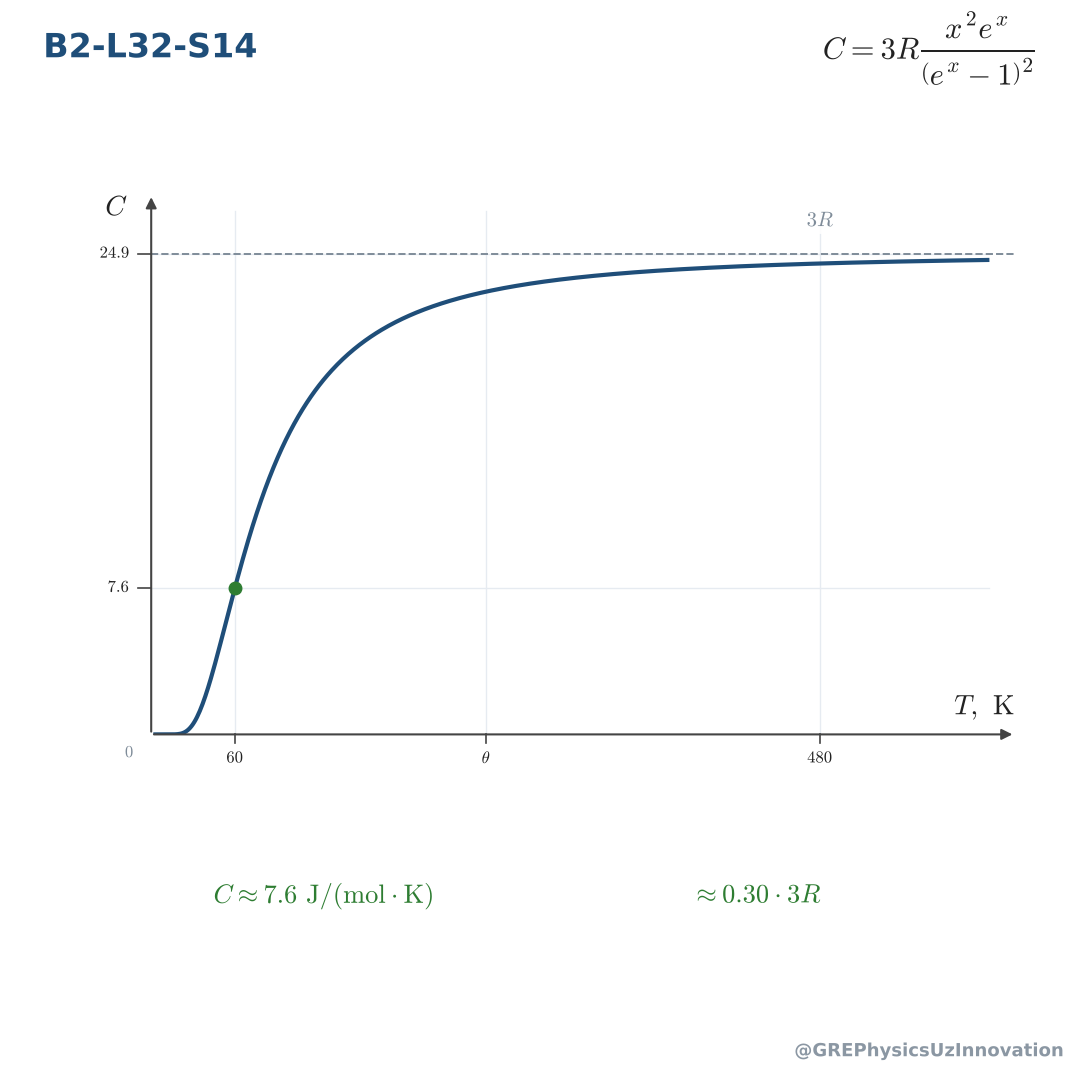 B2-L32-S14
C = 3R x²eˣ / (eˣ − 1)²
C
3R
24.9
7.6
T, K
0
60
θ
480
C ≈ 7.6 J/(mol · K)
≈ 0.30 · 3R
@GREPhysicsUzInnovation